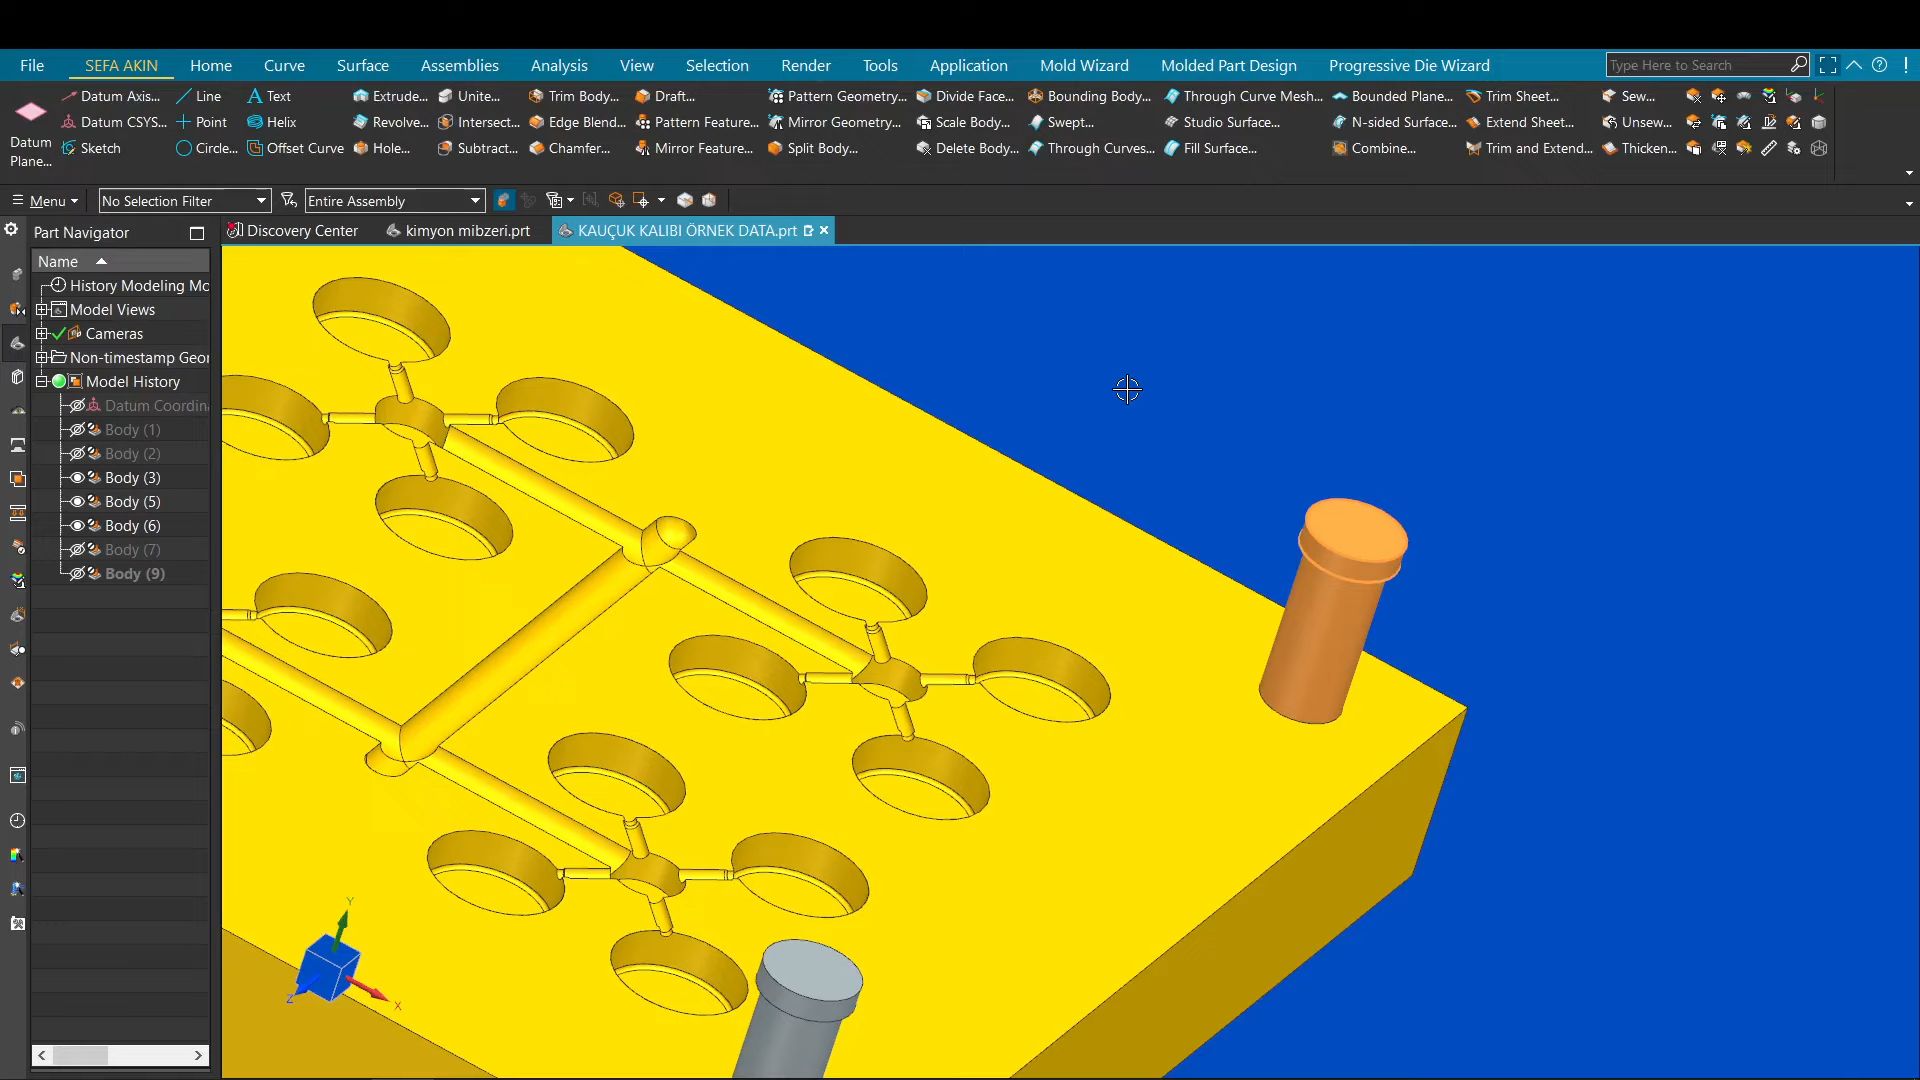 File SEFA AKIN Home Curve Surface Assemblies Analysis View Selection Render Tools Application Mold Wizard Molded Part Design Progressive Die Wizard Type Here to Search
Datum Axis... Line Text Extrude... Unite... Trim Body... Draft... Pattern Geometry... Divide Face... Bounding Body... Through Curve Mesh... Bounded Plane... Trim Sheet... Sew...
Datum CSYS... Point Helix Revolve... Intersect... Edge Blend... Pattern Feature... Mirror Geometry... Scale Body... Swept... Studio Surface... N-sided Surface... Extend Sheet... Unsew...
Datum Plane... Sketch Circle... Offset Curve Hole... Subtract... Chamfer... Mirror Feature... Split Body... Delete Body... Through Curves... Fill Surface... Combine... Trim and Extend... Thicken...
Menu No Selection Filter Entire Assembly
Part Navigator Discovery Center kimyon mibzeri.prt KAUÇUK KALIBI ÖRNEK DATA.prt
Name
History Modeling Mo
Model Views
Cameras
Non-timestamp Geor
Model History
Datum Coordin
Body (1)
Body (2)
Body (3)
Body (5)
Body (6)
Body (7)
Body (9)
Y
Z
X